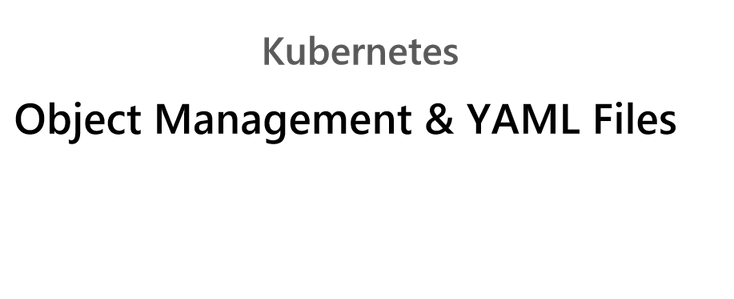 Kubernetes
Object Management & YAML Files